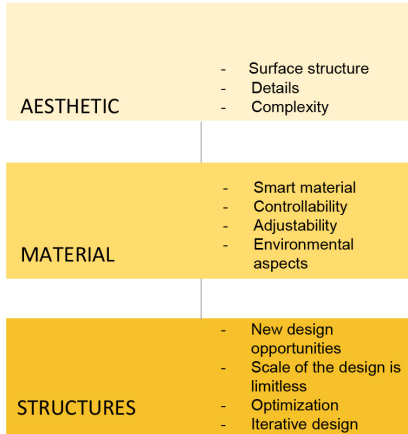 AESTHETIC
- Surface structure
- Details
- Complexity
MATERIAL
- Smart material
- Controllability
- Adjustability
- Environmental
aspects
STRUCTURES
- New design
opportunities
- Scale of the design is
limitless
- Optimization
- Iterative design